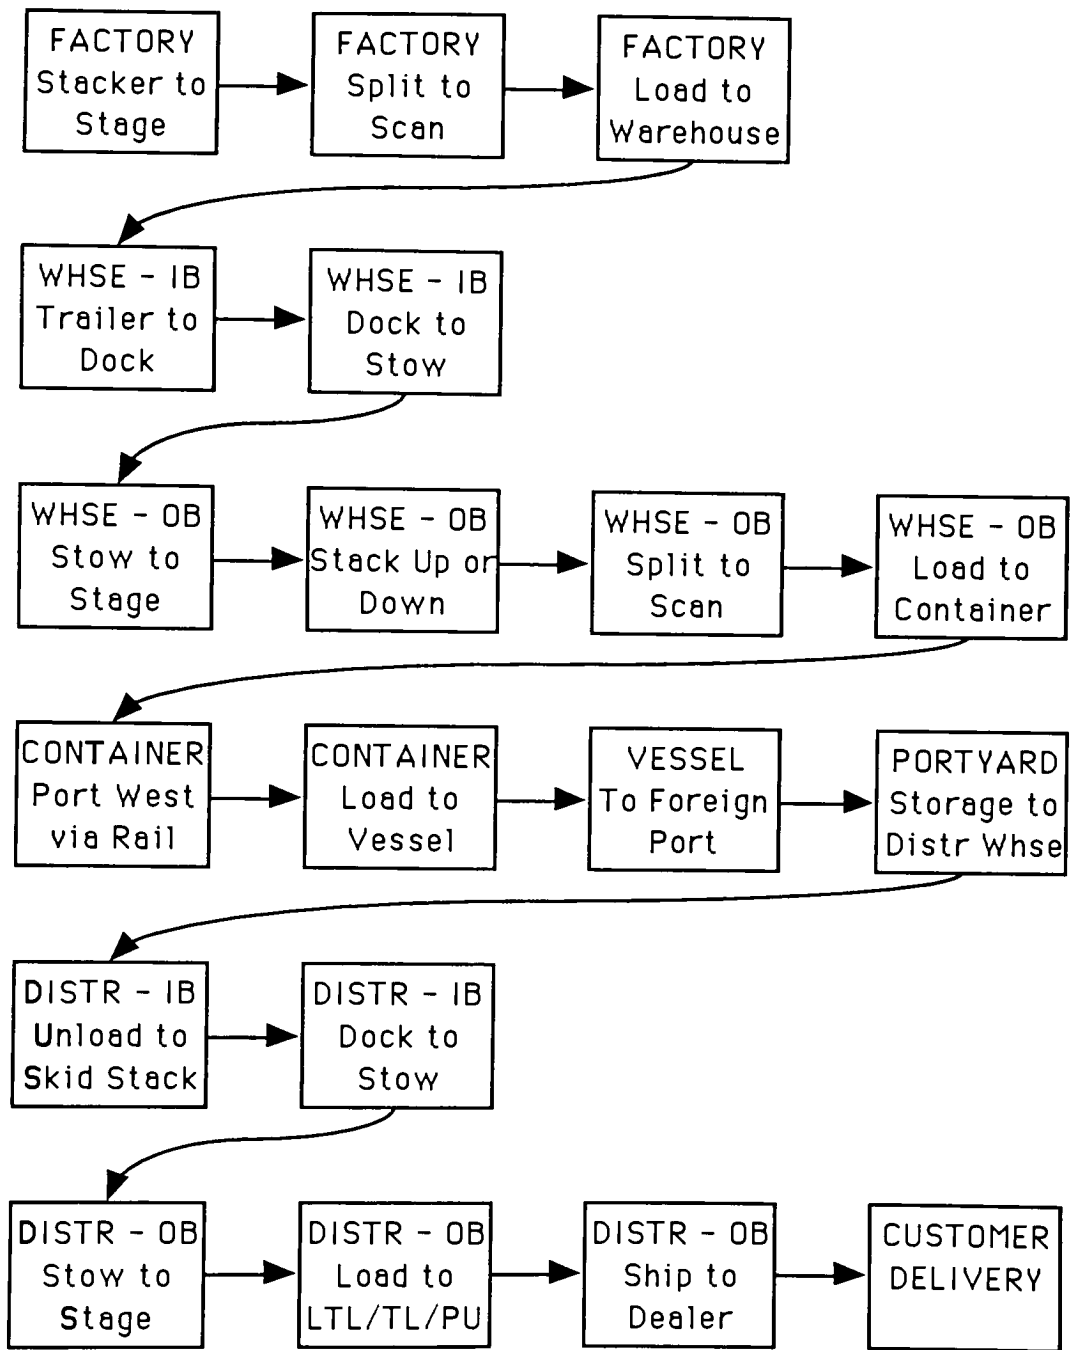 FACTORY
Stacker to
Stage
FACTORY
Split to
Scan
FACTORY
Load to
Warehouse
WHSE - IB
Trailer to
Dock
WHSE - IB
Dock to
Stow
WHSE - OB
Stow to
Stage
WHSE - OB
Stack Up or
Down
WHSE - OB
Split to
Scan
WHSE - OB
Load to
Container
CONTAINER
Port West
via Rail
CONTAINER
Load to
Vessel
VESSEL
To Foreign
Port
PORTYARD
Storage to
Distr Whse
DISTR - IB
Unload to
Skid Stack
DISTR - IB
Dock to
Stow
DISTR - OB
Stow to
Stage
DISTR - OB
Load to
LTL/TL/PU
DISTR - OB
Ship to
Dealer
CUSTOMER
DELIVERY